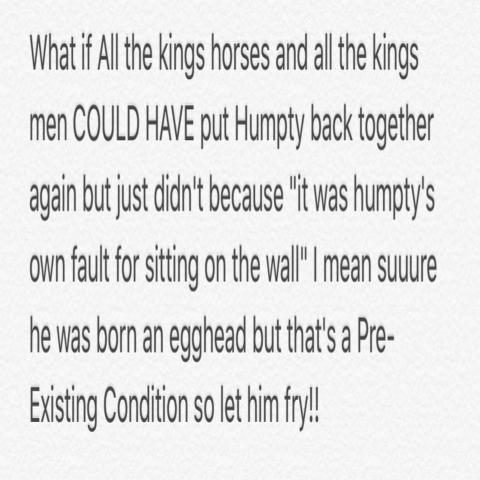 What if All the kings horses and all the kings
men COULD HAVE put Humpty back together
again but just didn't because "it was humpty's
own fault for sitting on the wall" I mean suuure
he was born an egghead but that's a Pre-
Existing Condition so let him fry!!